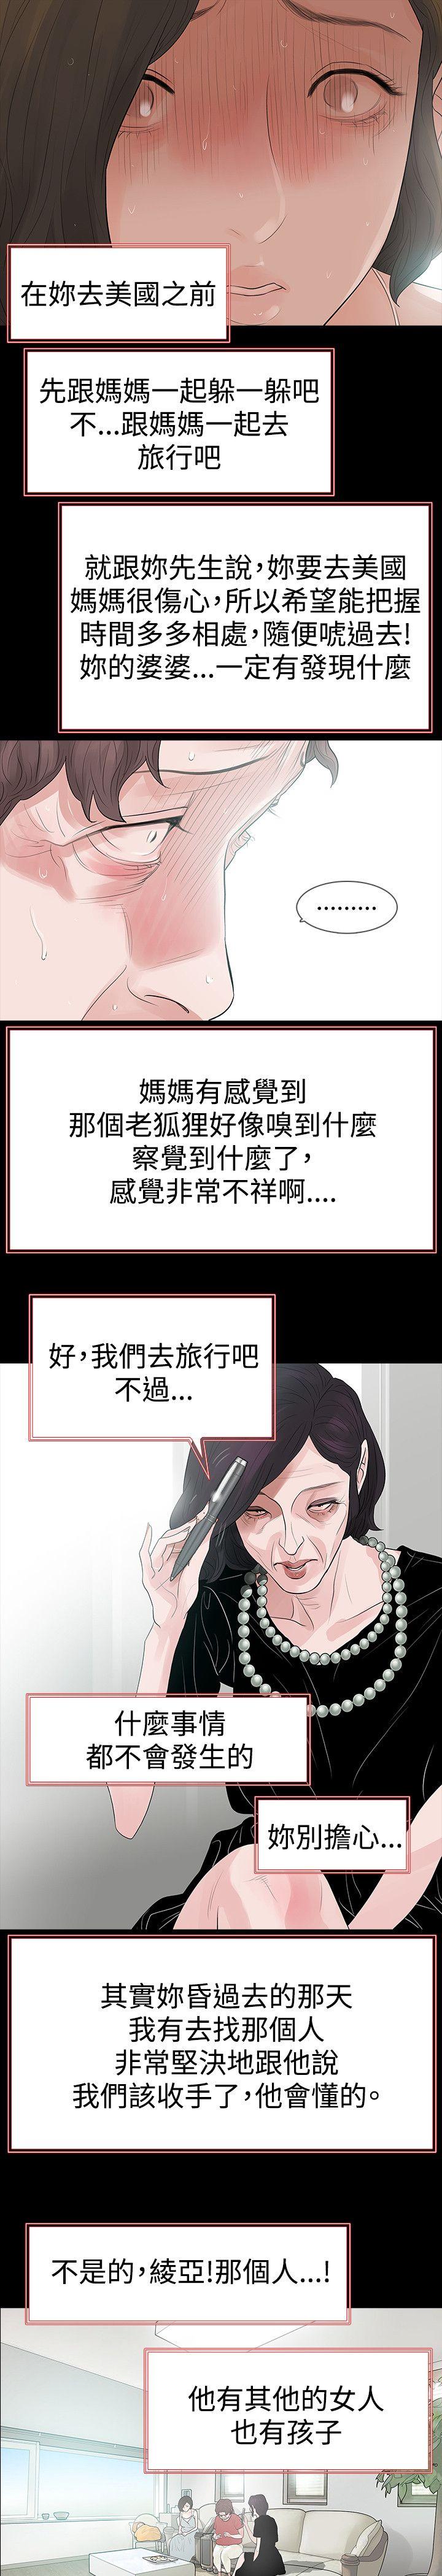 在妳去美國之前
先跟媽媽一起躲一躲吧
不...跟媽媽一起去
旅行吧
就跟妳先生說，妳要去美國
媽媽很傷心，所以希望能把握
時間多多相處，隨便唬過去!
妳的婆婆...一定有發現什麼
.........
媽媽有感覺到
那個老狐狸好像嗅到什麼
察覺到什麼了，
感覺非常不祥啊....
好，我們去旅行吧
不過...
什麼事情
都不會發生的
妳別擔心...
其實妳昏過去的那天
我有去找那個人
非常堅決地跟他說
我們該收手了，他會懂的。
不是的，綾亞!那個人...!
他有其他的女人
也有孩子